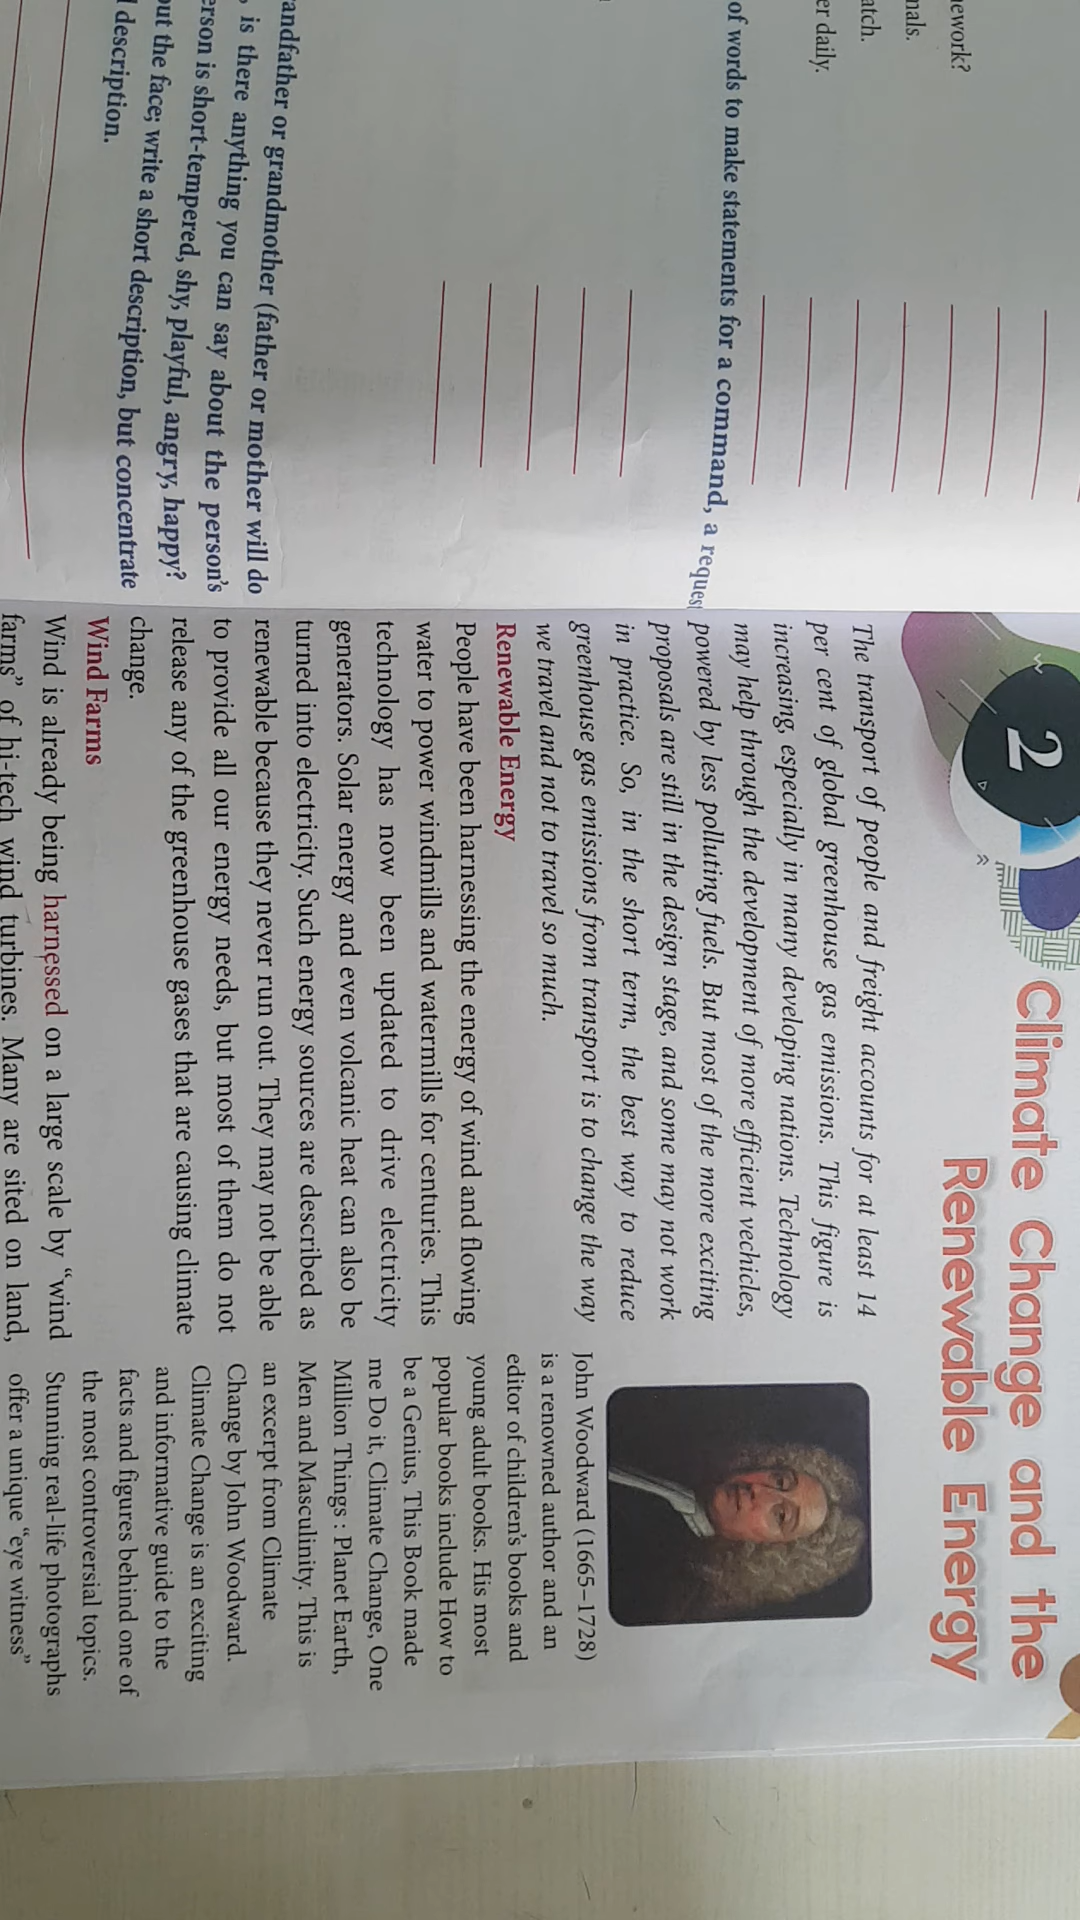 ework?
nals.
atch.
er daily.
of words to make statements for a command, a reques
andfather or grandmother (father or mother will do
, is there anything you can say about the person's
erson is short-tempered, shy, playful, angry, happy?
out the face; write a short description, but concentrate
description.
2
Climate Change and the
Renewable Energy
The transport of people and freight accounts for at least 14
per cent of global greenhouse gas emissions. This figure is
increasing, especially in many developing nations. Technology
may help through the development of more efficient vechicles,
powered by less polluting fuels. But most of the more exciting
proposals are still in the design stage, and some may not work
in practice. So, in the short term, the best way to reduce
greenhouse gas emissions from transport is to change the way
we travel and not to travel so much.
Renewable Energy
People have been harnessing the energy of wind and flowing
water to power windmills and watermills for centuries. This
technology has now been updated to drive electricity
generators. Solar energy and even volcanic heat can also be
turned into electricity. Such energy sources are described as
renewable because they never run out. They may not be able
to provide all our energy needs, but most of them do not
release any of the greenhouse gases that are causing climate
change.
Wind Farms
Wind is already being harnessed on a large scale by “wind
farms” of hi-tech wind turbines. Many are sited on land,
John Woodward (1665–1728)
is a renowned author and an
editor of children's books and
young adult books. His most
popular books include How to
be a Genius, This Book made
me Do it, Climate Change, One
Million Things : Planet Earth,
Men and Masculinity. This is
an excerpt from Climate
Change by John Woodward.
Climate Change is an exciting
and informative guide to the
facts and figures behind one of
the most controversial topics.
Stunning real-life photographs
offer a unique “eye witness”